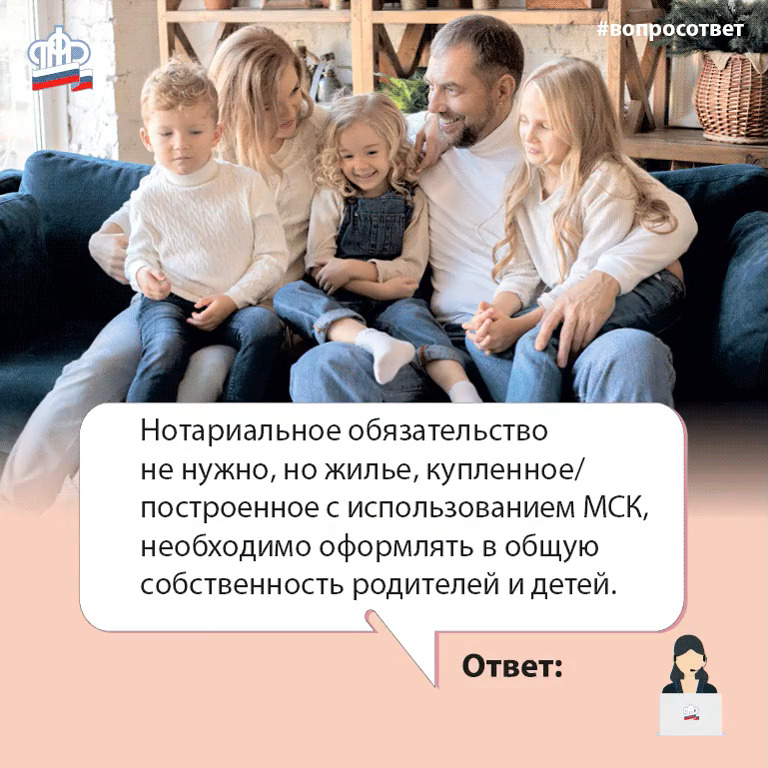 #вопросответ
Нотариальное обязательство
не нужно, но жилье, купленное/
построенное с использованием МСК,
необходимо оформлять в общую
собственность родителей и детей.
Ответ: